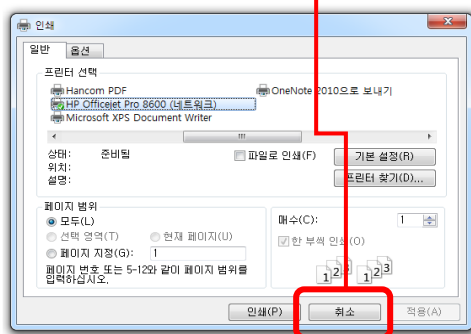 인쇄
일반 옵션
프린터 선택
Hancom PDF OneNote 2010으로 보내기
HP Officejet Pro 8600 (네트워크)
Microsoft XPS Document Writer
상태: 준비됨 파일로 인쇄(F) 기본 설정(R)
위치:
설명: 프린터 찾기(D)...
페이지 범위
모두(L) 매수(C): 1
선택 영역(T) 현재 페이지(U) 한 부씩 인쇄(O)
페이지 지정(G): 1
페이지 번호 또는 5-12와 같이 페이지 범위를
입력하십시오.
1 2 3 1 2 3
인쇄(P) 취소 적용(A)